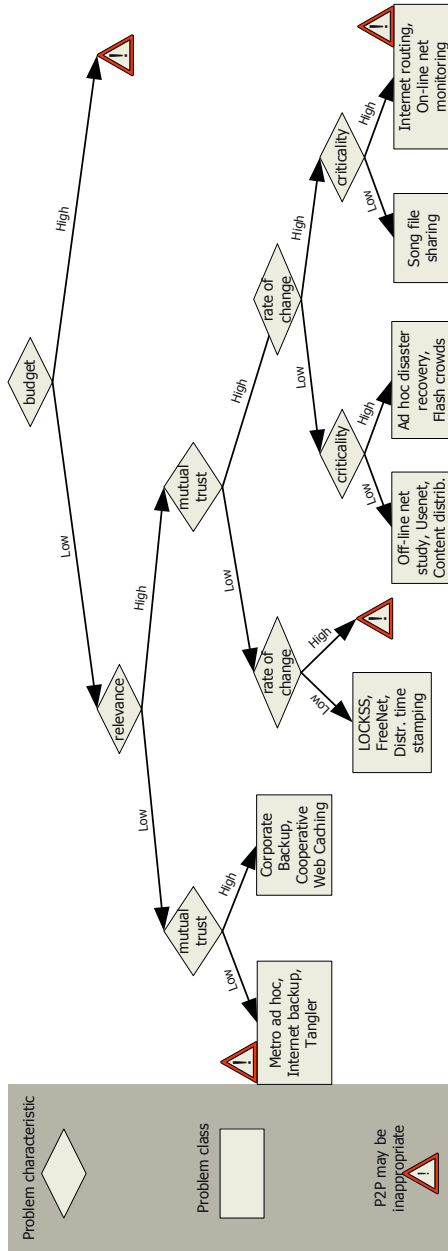 Problem characteristic
Problem class
P2P may be
inappropriate
!
budget
Low
High
!
relevance
Low
High
mutual
trust
Low
High
!
Metro ad hoc,
Internet backup,
Tangler
Corporate
Backup,
Cooperative
Web Caching
mutual
trust
Low
High
rate of
change
Low
High
LOCKSS,
FreeNet,
Distr. time
stamping
!
rate of
change
Low
High
criticality
Low
High
Off-line net
study, Usenet,
Content distrib.
Ad hoc disaster
recovery,
Flash crowds
criticality
Low
High
Song file
sharing
!
Internet routing,
On-line net
monitoring